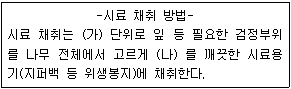 -시료 채취 방법-
시료 채취는 (가) 단위로 잎 등 필요한 검정부위
를 나무 전체에서 고르게 (나) 를 깨끗한 시료용
기(지퍼백 등 위생봉지)에 채취한다.